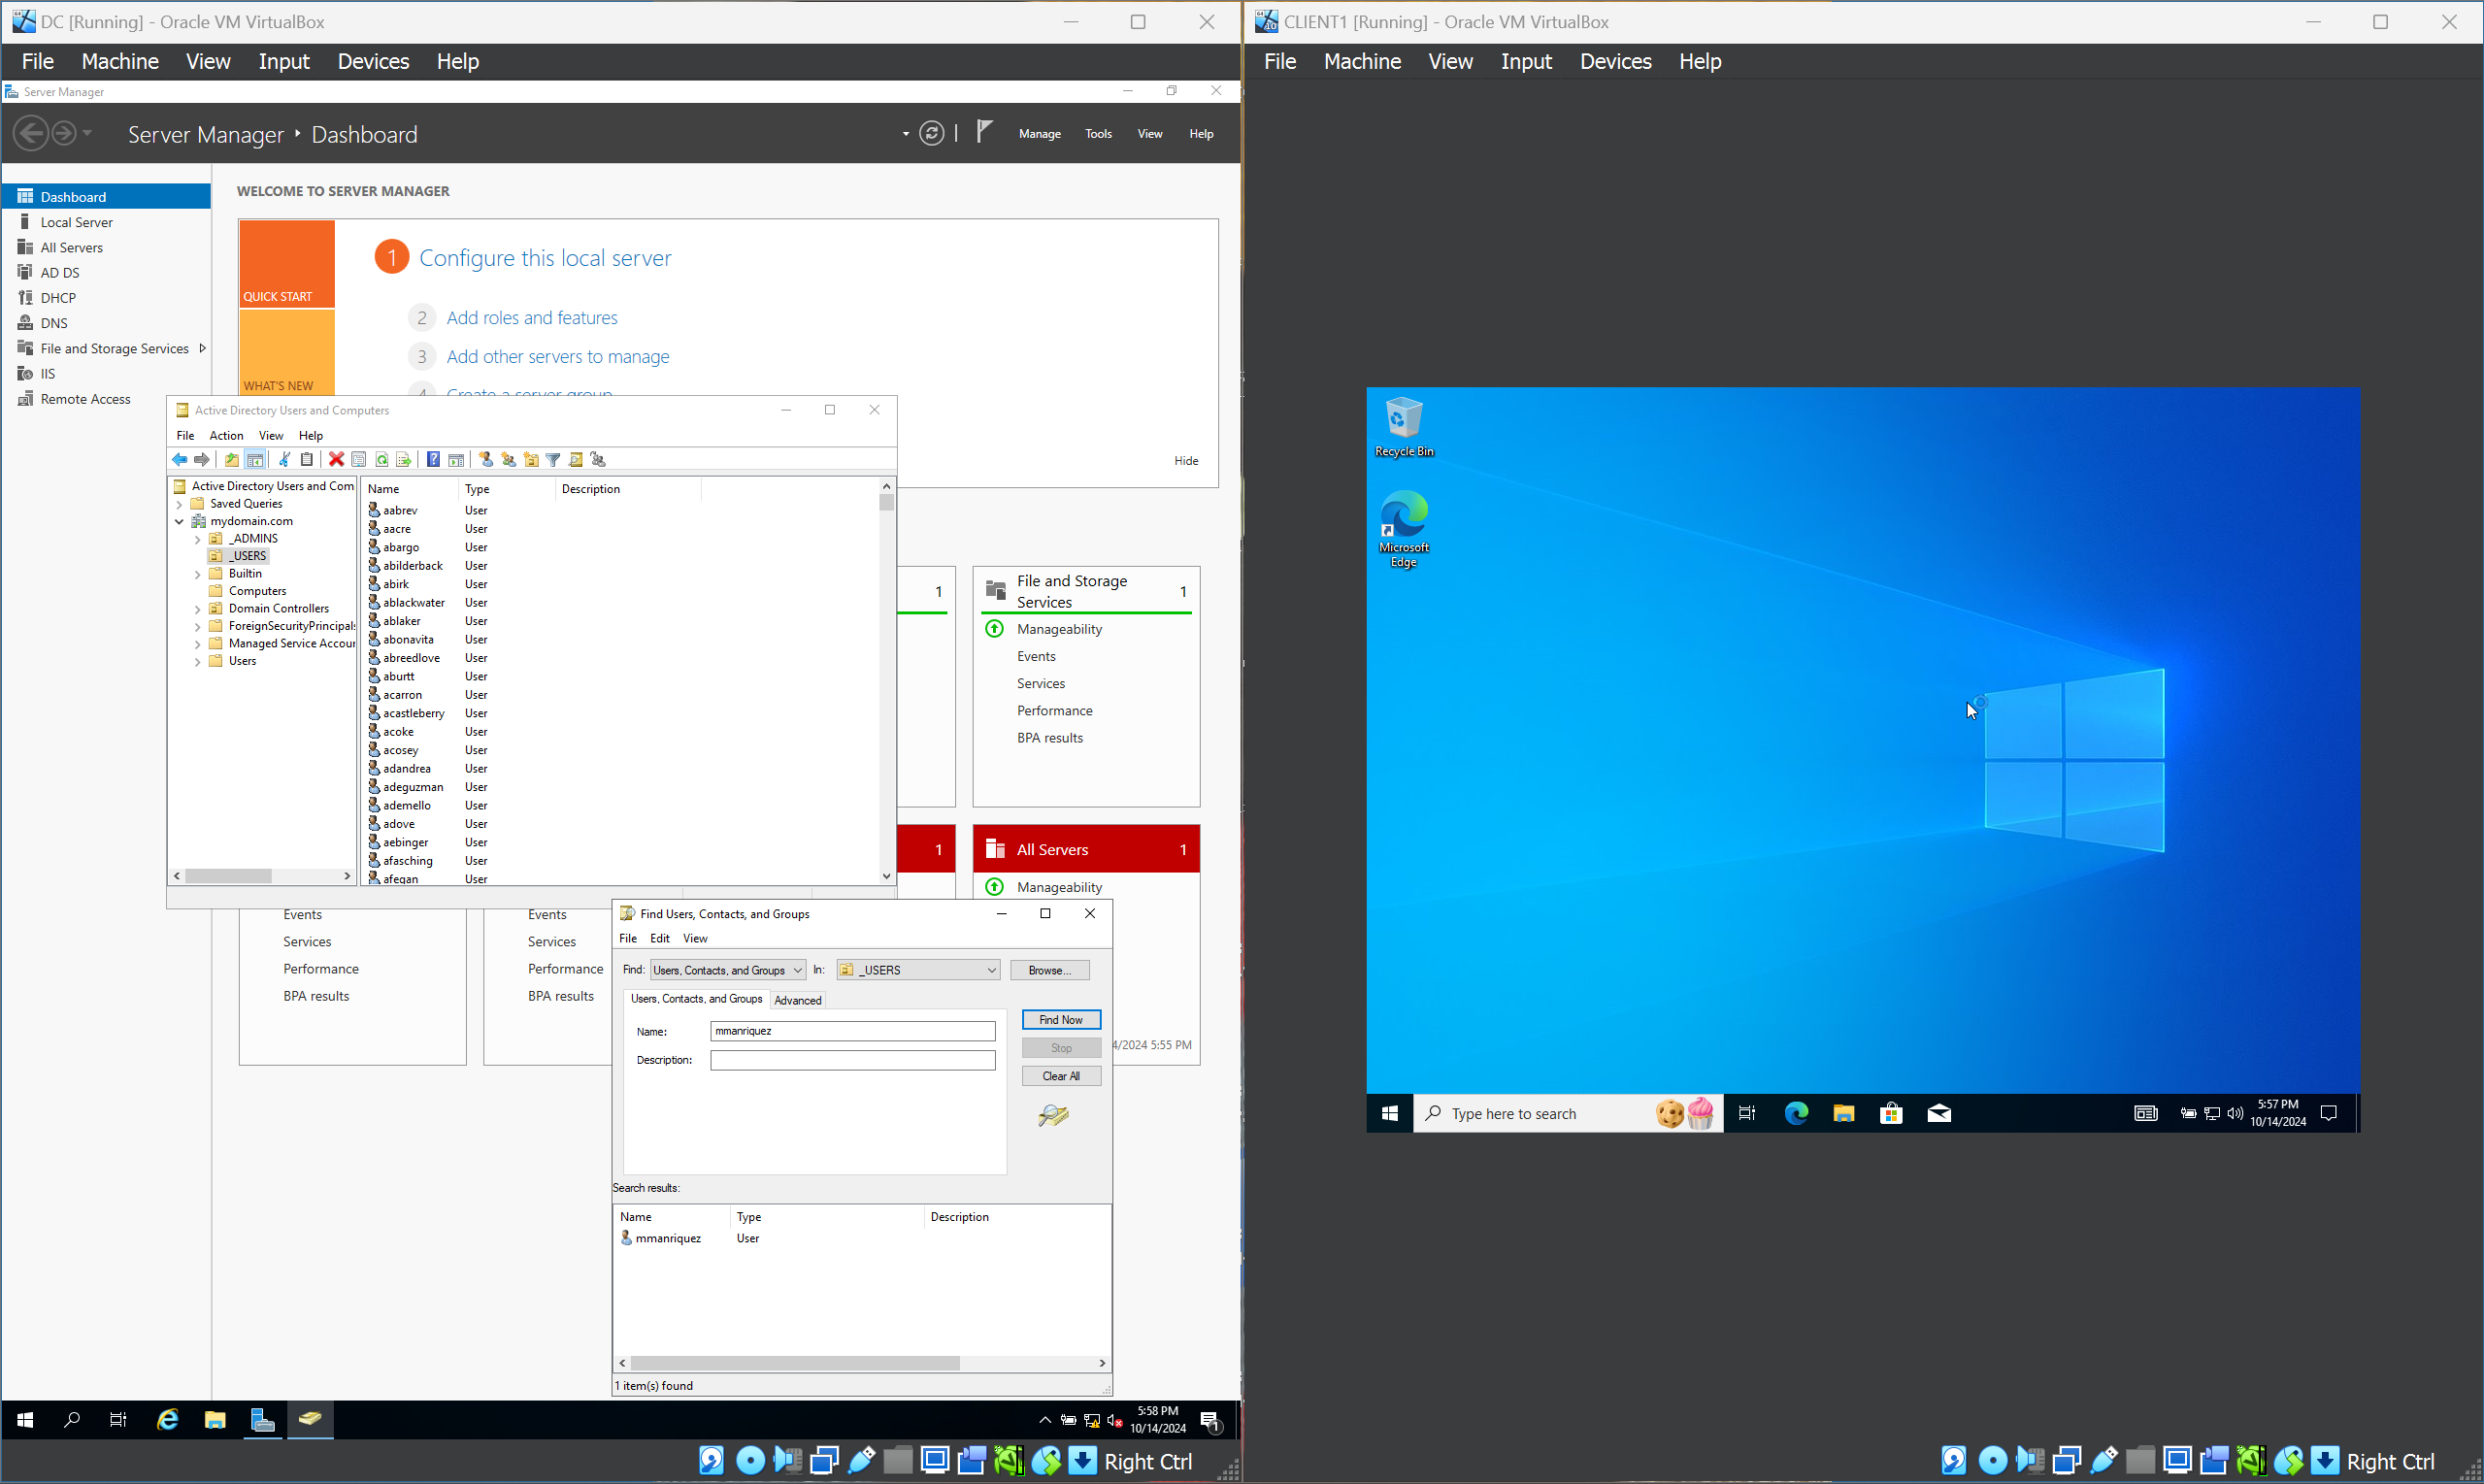 DC [Running] - Oracle VM VirtualBox
File Machine View Input Devices Help
Server Manager
Server Manager Dashboard
Manage Tools View Help
Dashboard
Local Server
All Servers
AD DS
DHCP
DNS
File and Storage Services
IIS
Remote Access
WELCOME TO SERVER MANAGER
QUICK START
WHAT'S NEW
1 Configure this local server
2 Add roles and features
3 Add other servers to manage
4 Create a server group
Hide
Active Directory Users and Computers
File Action View Help
Active Directory Users and Com
Saved Queries
mydomain.com
_ADMINS
_USERS
Builtin
Computers
Domain Controllers
ForeignSecurityPrincipals
Managed Service Accour
Users
Name Type Description
aabrev User
aacre User
abargo User
abilderback User
abirk User
ablackwater User
ablaker User
abonavita User
abreedlove User
aburtt User
acarron User
acastleberry User
acoke User
acosey User
adandrea User
adeguzman User
ademello User
adove User
aebinger User
afasching User
afegan User
1
File and Storage Services 1
Manageability
Events
Services
Performance
BPA results
1
All Servers 1
Manageability
Events
Services
Performance
BPA results
Events
Services
Performance
BPA results
4/2024 5:55 PM
Find Users, Contacts, and Groups
File Edit View
Find: Users, Contacts, and Groups In: _USERS Browse...
Users, Contacts, and Groups Advanced
Name: mmanriquez
Description:
Find Now
Stop
Clear All
Search results:
Name Type Description
mmanriquez User
1 item(s) found
5:58 PM
10/14/2024
1
Right Ctrl
CLIENT1 [Running] - Oracle VM VirtualBox
File Machine View Input Devices Help
Recycle Bin
Microsoft
Edge
Type here to search
5:57 PM
10/14/2024
Right Ctrl